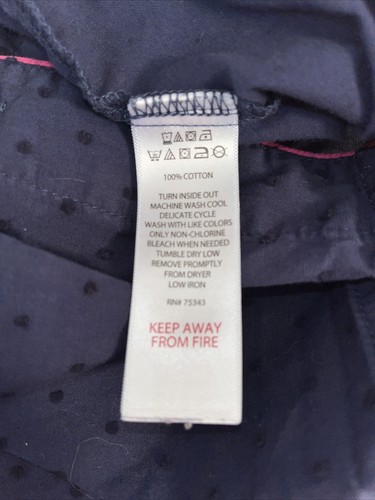 100% COTTON
TURN INSIDE OUT
MACHINE WASH COOL
DELICATE CYCLE
WASH WITH LIKE COLORS
ONLY NON-CHLORINE
BLEACH WHEN NEEDED
TUMBLE DRY LOW
REMOVE PROMPTLY
FROM DRYER
LOW IRON
RN# 75343
KEEP AWAY
FROM FIRE